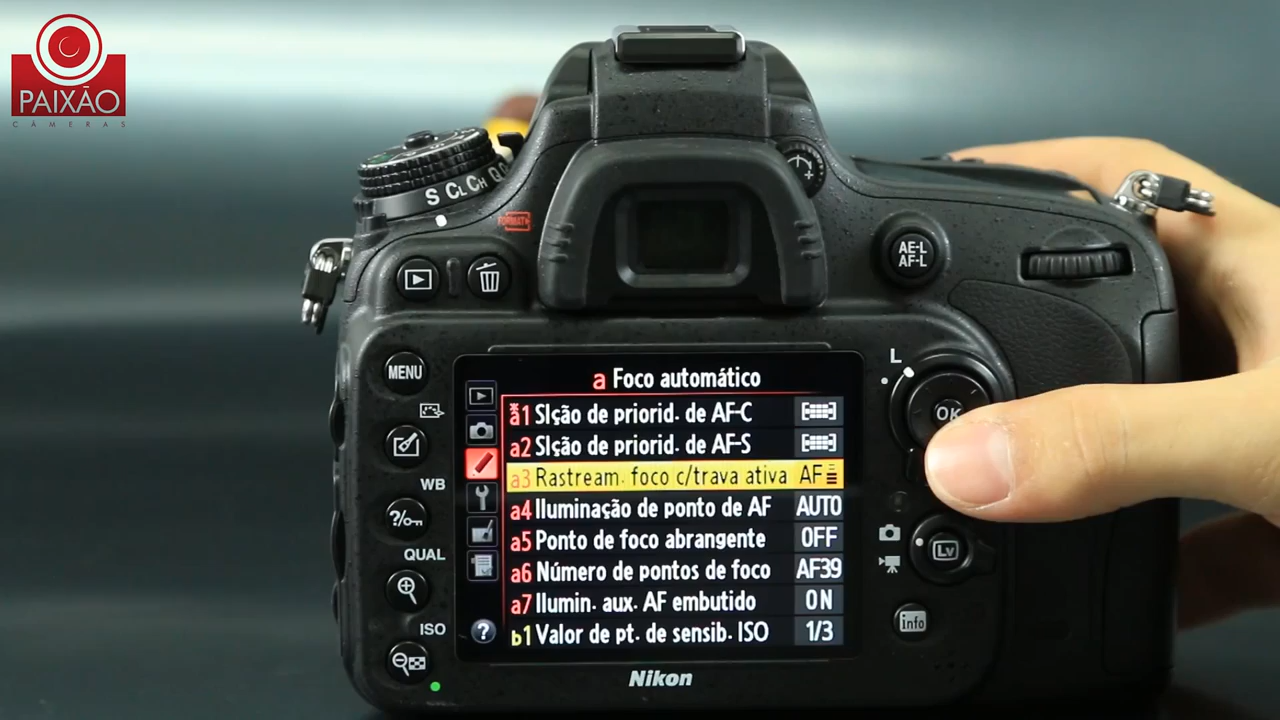 PAIXÃO
CÂMERAS
S CL CH Q
FORMAT
AE-L
AF-L
MENU
WB
QUAL
ISO
L
OK
Lv
info
a Foco automático
a1 Slção de priorid. de AF-C
a2 Slção de priorid. de AF-S
a3 Rastream. foco c/trava ativa AF
a4 Iluminação de ponto de AF AUTO
a5 Ponto de foco abrangente OFF
a6 Número de pontos de foco AF39
a7 Ilumin. aux. AF embutido ON
b1 Valor de pt. de sensib. ISO 1/3
?
Nikon